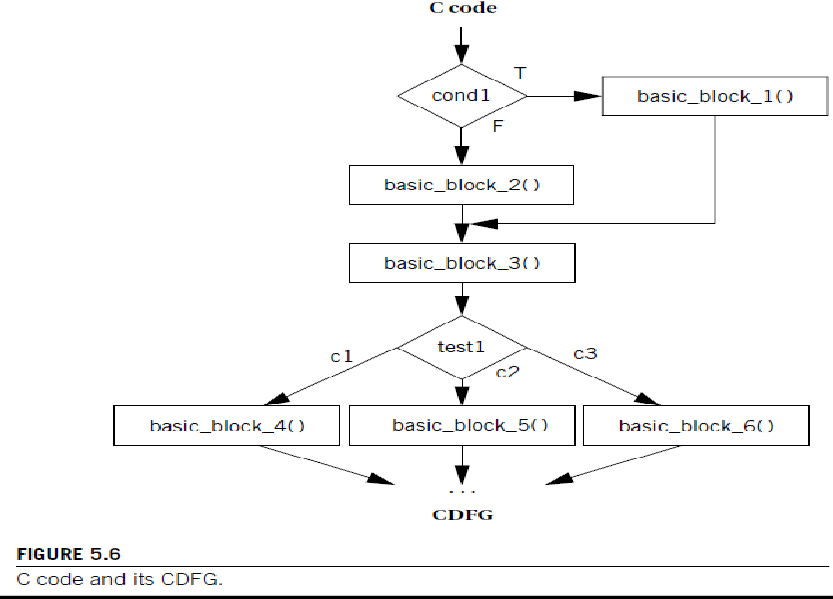 C code
T
cond1
basic_block_1()
F
basic_block_2()
basic_block_3()
test1
c1
c3
c2
basic_block_4()
basic_block_5()
basic_block_6()
...
CDFG
FIGURE 5.6
C code and its CDFG.